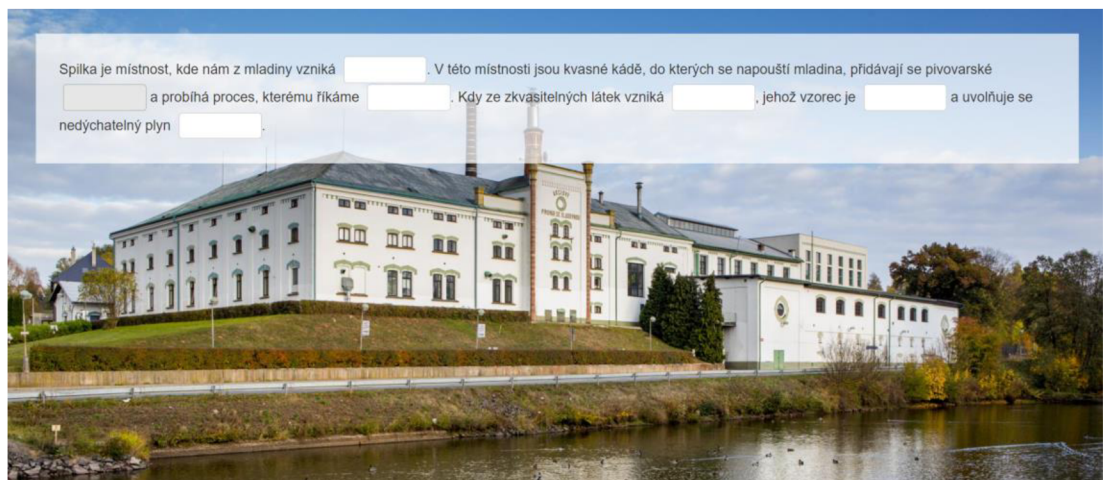 Spilka je místnost, kde nám z mladiny vzniká . V této místnosti jsou kvasné kádě, do kterých se napouští mladina, přidávají se pivovarské
a probíhá proces, kterému říkáme . Kdy ze zkvasitelných látek vzniká , jehož vzorec je a uvolňuje se
nedýchatelný plyn .